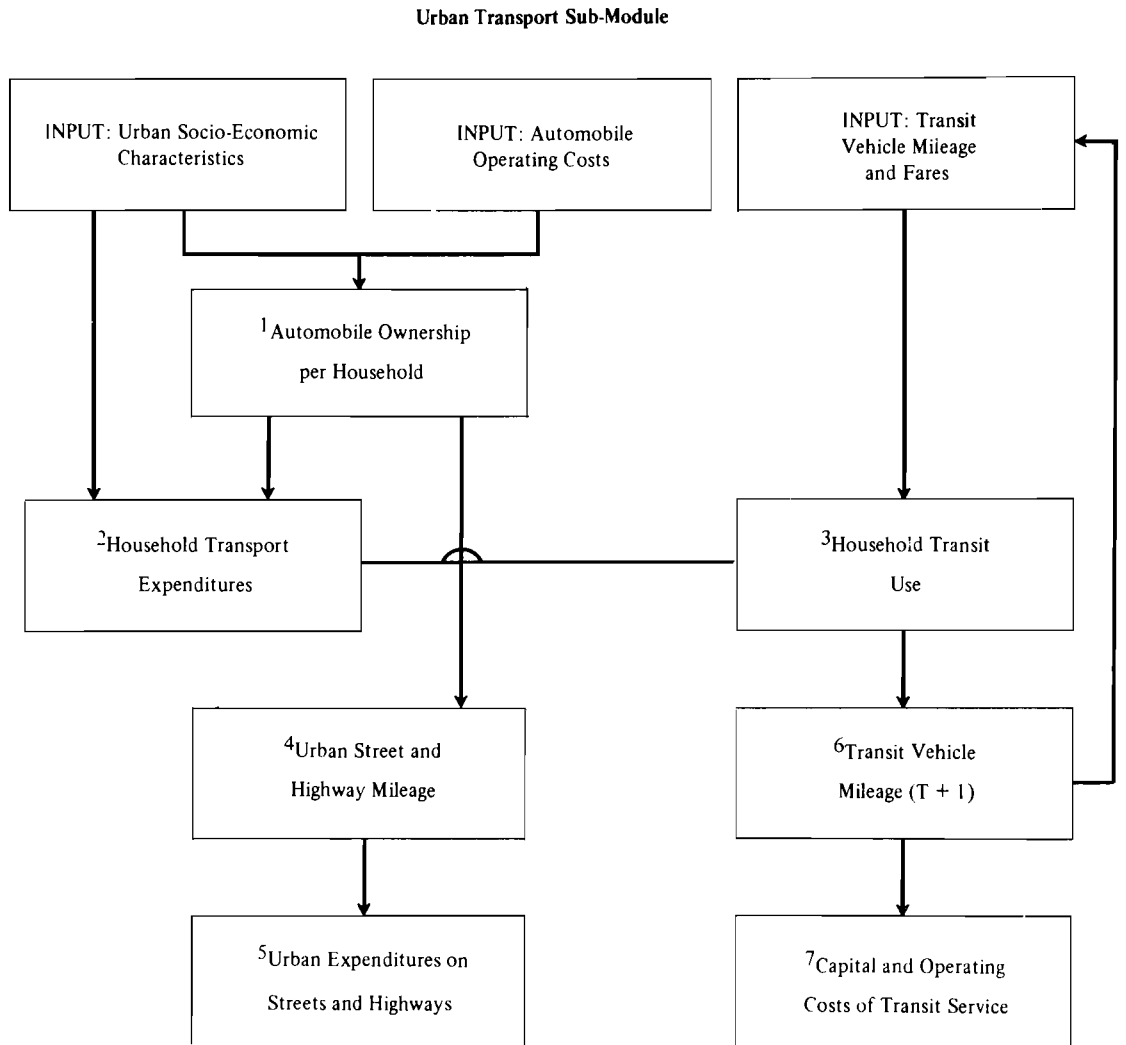 Urban Transport Sub-Module
INPUT: Urban Socio-Economic
Characteristics
INPUT: Automobile
Operating Costs
INPUT: Transit
Vehicle Mileage
and Fares
1Automobile Ownership
per Household
2Household Transport
Expenditures
3Household Transit
Use
4Urban Street and
Highway Mileage
6Transit Vehicle
Mileage (T + 1)
5Urban Expenditures on
Streets and Highways
7Capital and Operating
Costs of Transit Service